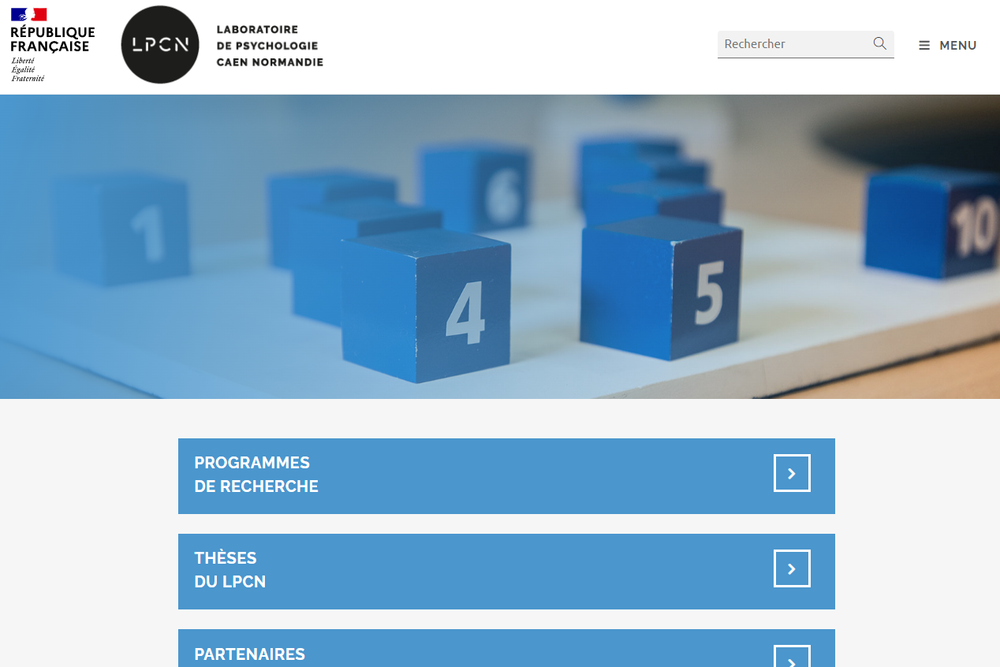 RÉPUBLIQUE
FRANÇAISE
Liberté
Égalité
Fraternité
LPCN
LABORATOIRE
DE PSYCHOLOGIE
CAEN NORMANDIE
Rechercher
MENU
1
6
4
5
10
PROGRAMMES
DE RECHERCHE
THÈSES
DU LPCN
PARTENAIRES